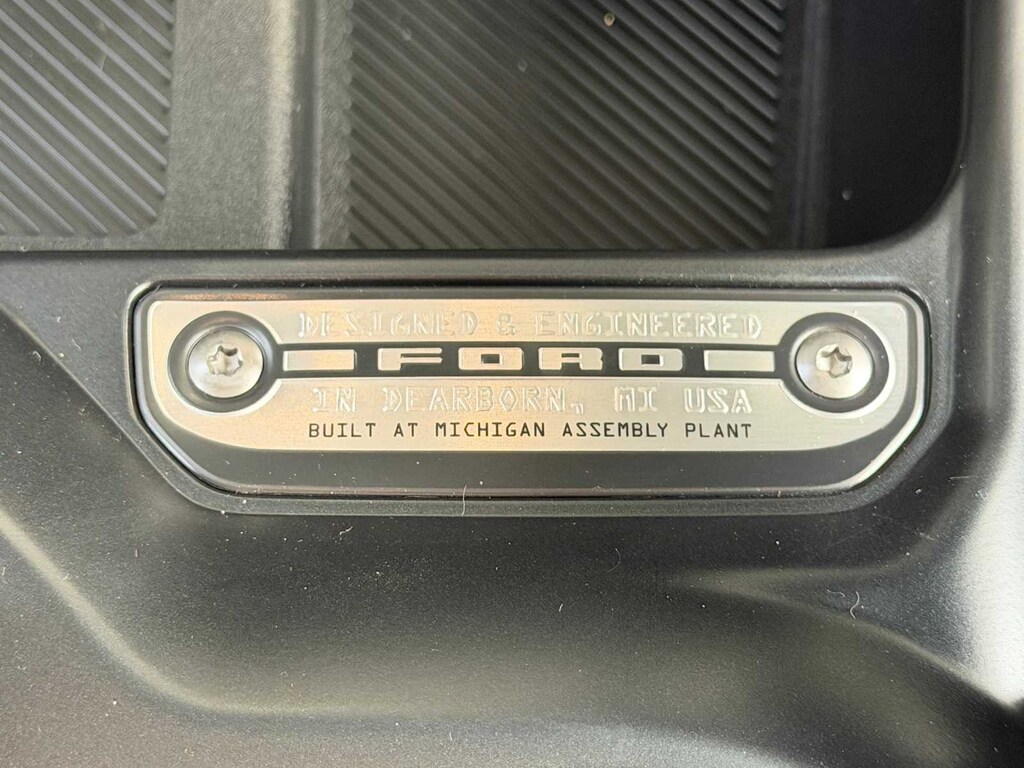 DESIGNED & ENGINEERED
FORD
IN DEARBORN, MI USA
BUILT AT MICHIGAN ASSEMBLY PLANT